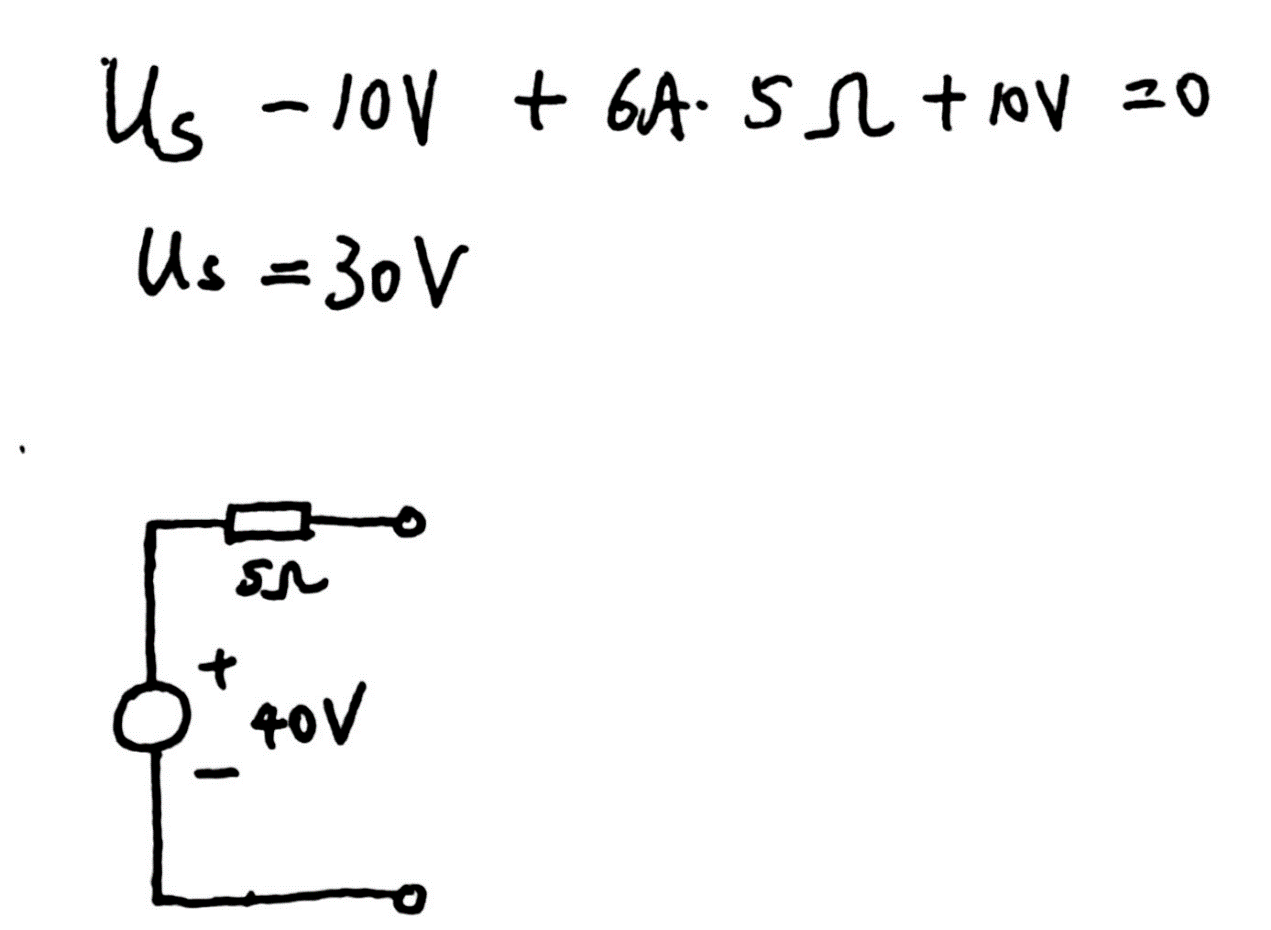 Us - 10V + 6A · 5Ω + 10V = 0
Us = 30V
5Ω
+
40V
-